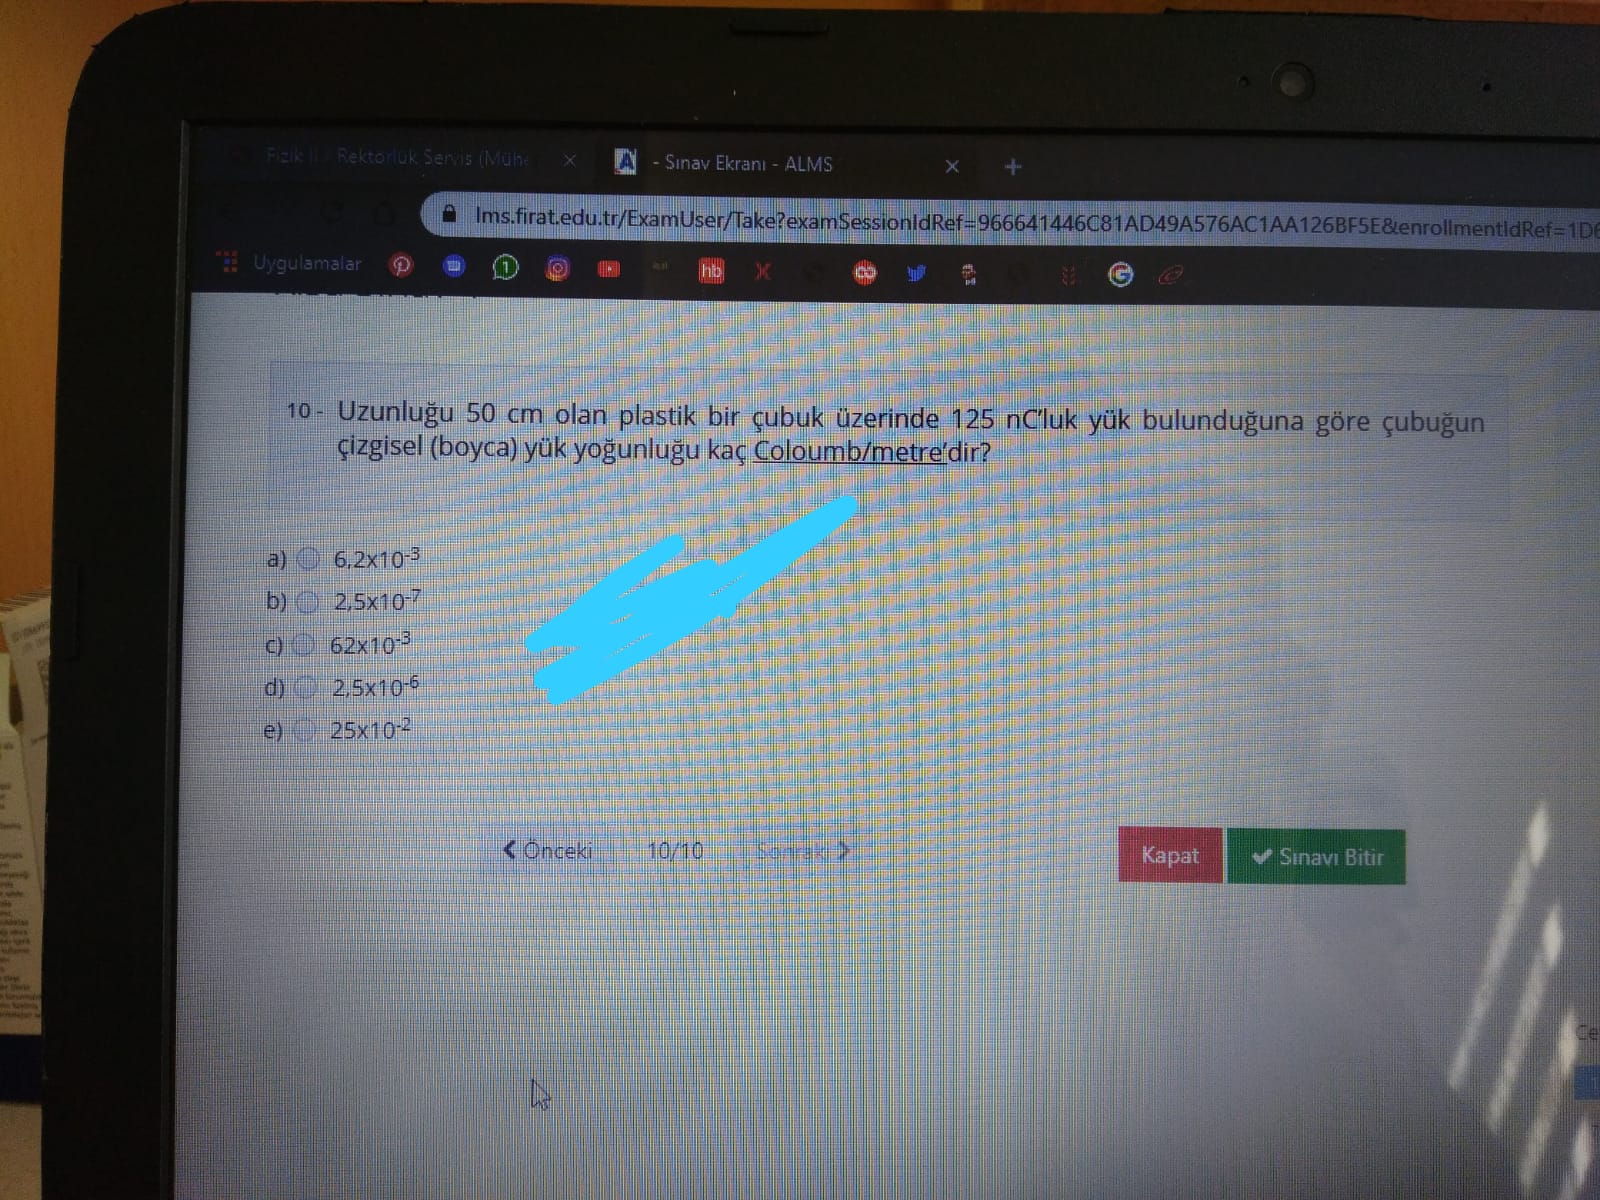 Fizik II / Rektörlük Servis (Mühe
- Sınav Ekranı - ALMS
lms.firat.edu.tr/ExamUser/Take?examSessionIdRef=966641446C81AD49A576AC1AA126BF5E&enrollmentIdRef=1D6
Uygulamalar
1
hb
10 - Uzunluğu 50 cm olan plastik bir çubuk üzerinde 125 nC'luk yük bulunduğuna göre çubuğun
çizgisel (boyca) yük yoğunluğu kaç Coloumb/metre'dir?
a) 6,2x10-3
b) 2,5x10-7
c) 62x10-3
d) 2,5x10-6
e) 25x10-2
Önceki 10/10 Sonraki
Kapat Sınavı Bitir